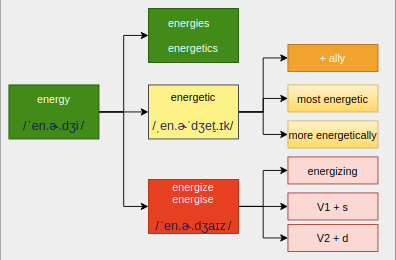 energy
/ˈen.ɚ.dʒi/
energies
energetics
energetic
/ˌen.ɚˈdʒet̬.ɪk/
energize
energise
/ˈen.ɚ.dʒaɪz/
+ ally
most energetic
more energetically
energizing
V1 + s
V2 + d